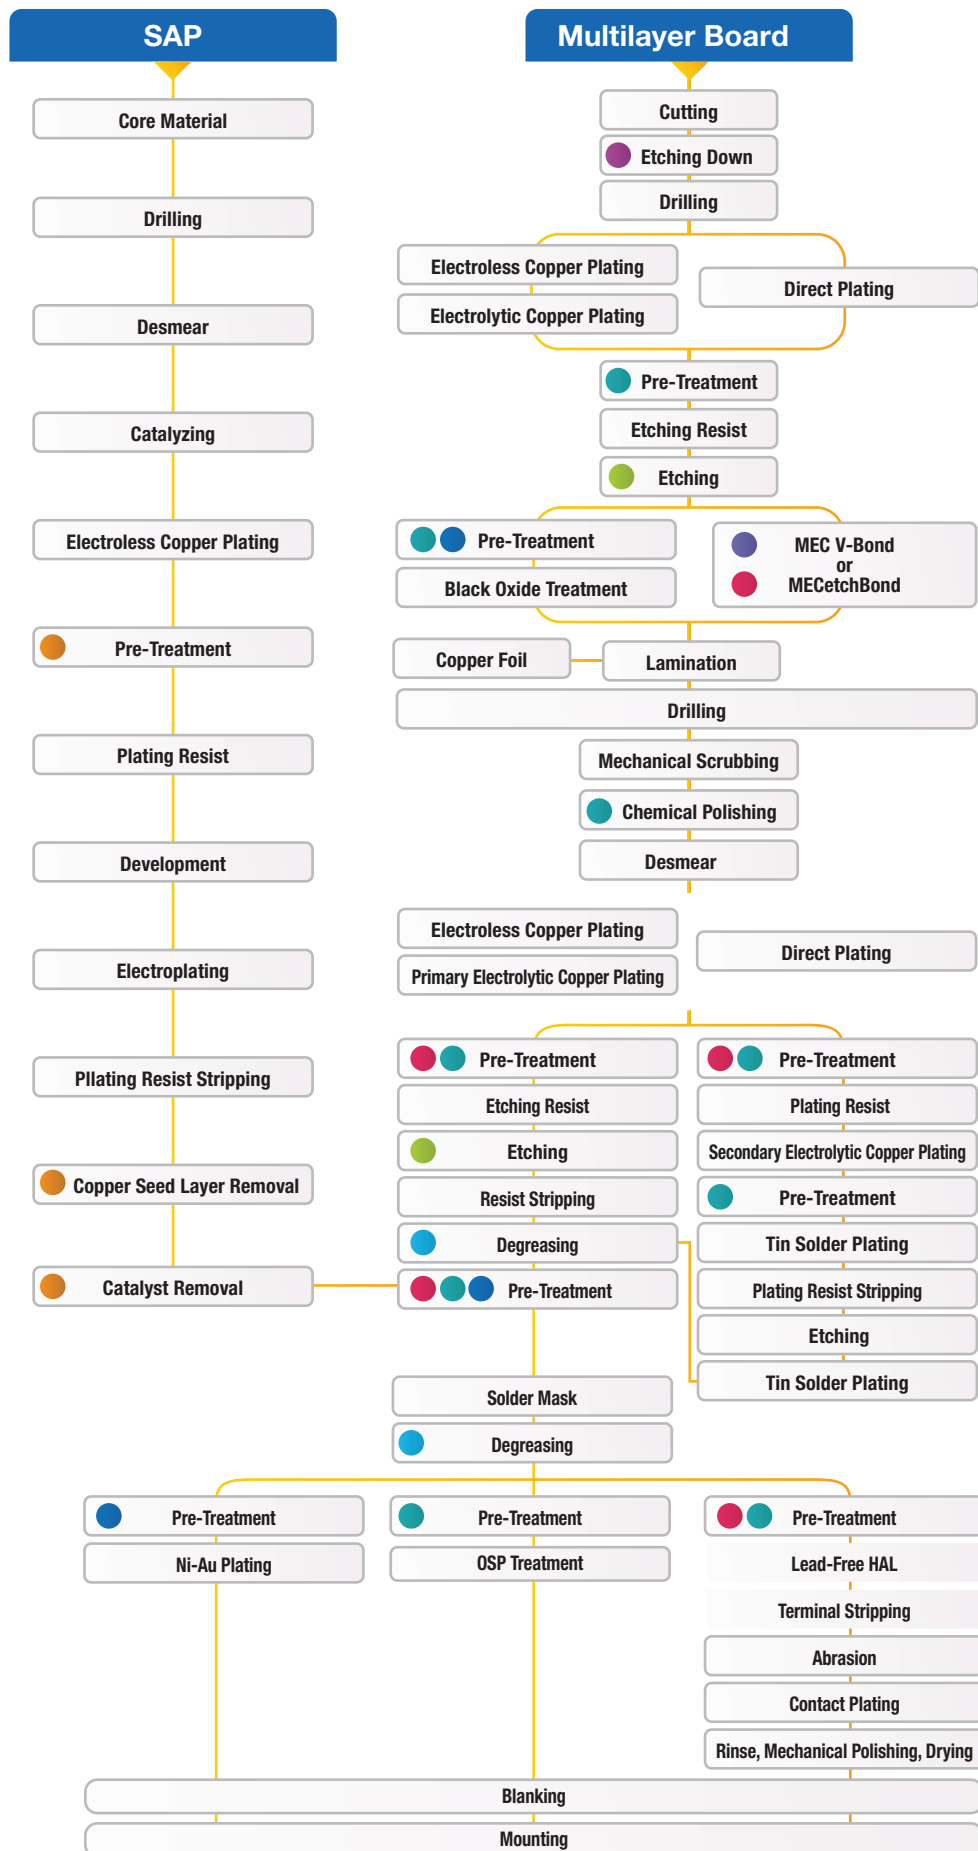 SAP
Core Material
Drilling
Desmear
Catalyzing
Electroless Copper Plating
Pre-Treatment
Plating Resist
Development
Electroplating
Pllating Resist Stripping
Copper Seed Layer Removal
Catalyst Removal
Multilayer Board
Cutting
Etching Down
Drilling
Electroless Copper Plating
Electrolytic Copper Plating
Direct Plating
Pre-Treatment
Etching Resist
Etching
Pre-Treatment
Black Oxide Treatment
MEC V-Bond
or
MECetchBond
Copper Foil
Lamination
Drilling
Mechanical Scrubbing
Chemical Polishing
Desmear
Electroless Copper Plating
Primary Electrolytic Copper Plating
Direct Plating
Pre-Treatment
Etching Resist
Etching
Resist Stripping
Degreasing
Pre-Treatment
Pre-Treatment
Plating Resist
Secondary Electrolytic Copper Plating
Pre-Treatment
Tin Solder Plating
Plating Resist Stripping
Etching
Tin Solder Plating
Solder Mask
Degreasing
Pre-Treatment
Ni-Au Plating
Pre-Treatment
OSP Treatment
Pre-Treatment
Lead-Free HAL
Terminal Stripping
Abrasion
Contact Plating
Rinse, Mechanical Polishing, Drying
Blanking
Mounting